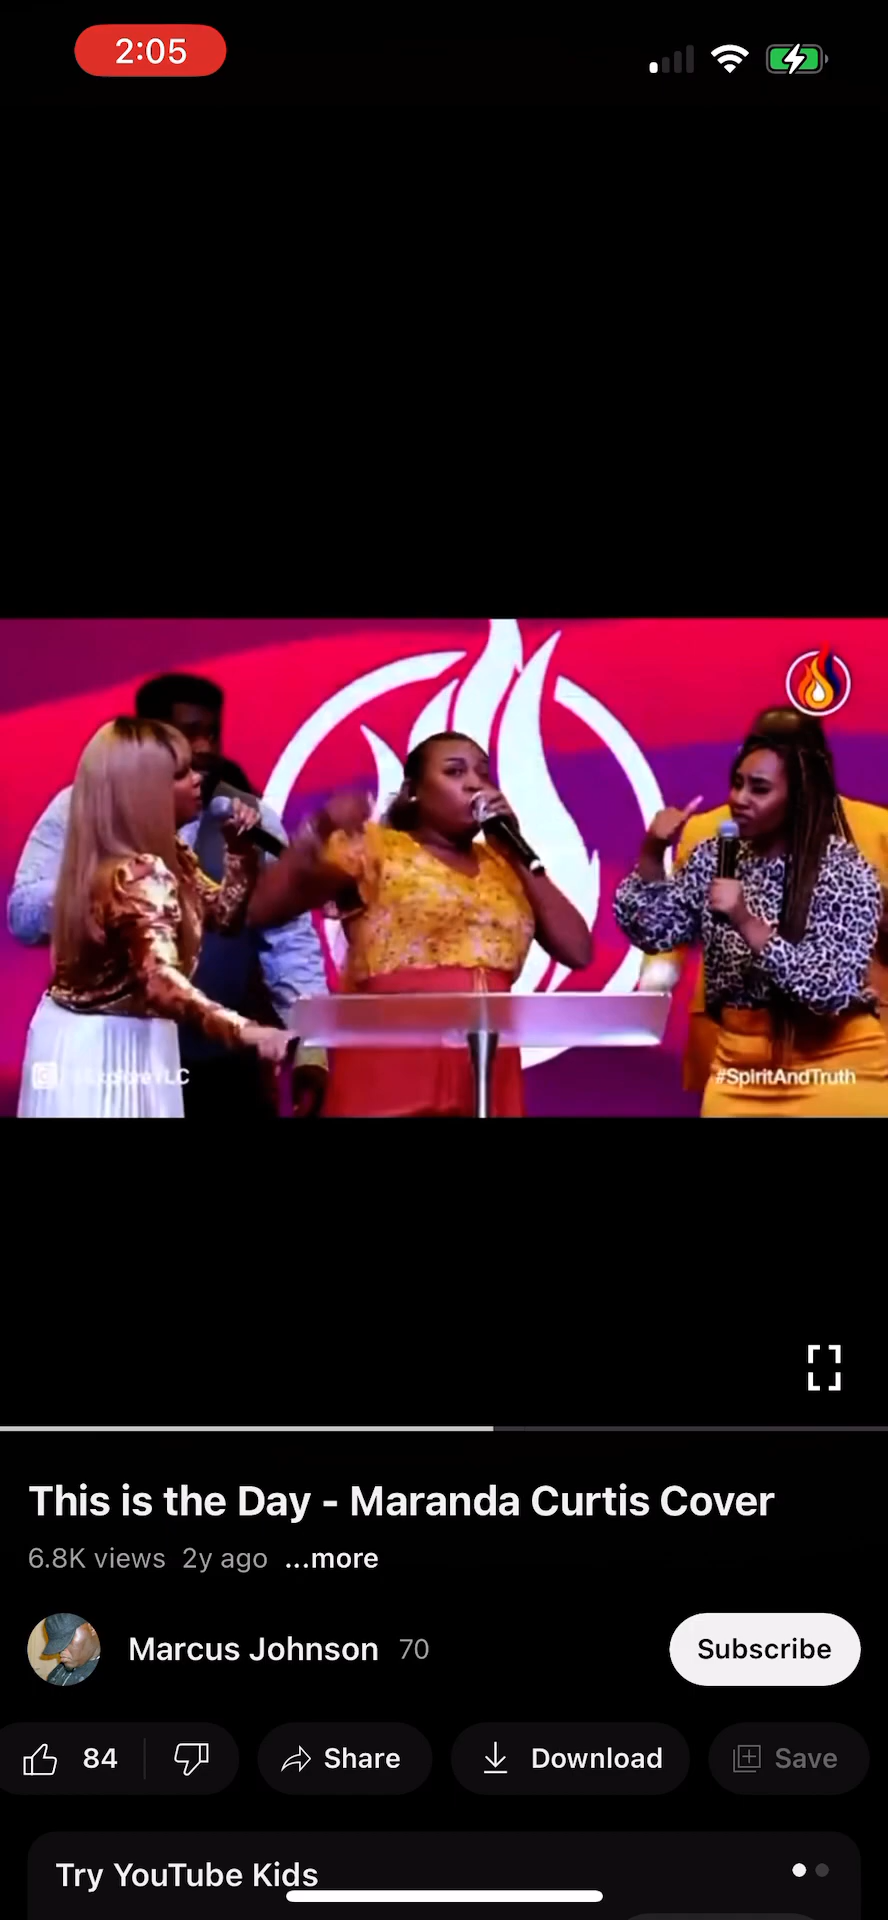 2:05
#SpiritAndTruth
This is the Day - Maranda Curtis Cover
6.8K views 2y ago ...more
Marcus Johnson 70
Subscribe
84
Share
Download
Save
Try YouTube Kids